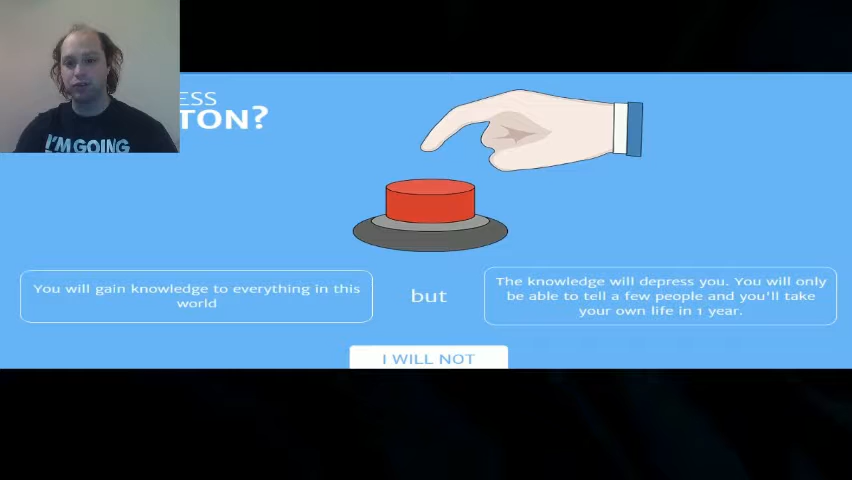 ESS
TON?
I'M GOING
You will gain knowledge to everything in this
world
but
The knowledge will depress you. You will only
be able to tell a few people and you'll take
your own life in 1 year.
I WILL NOT